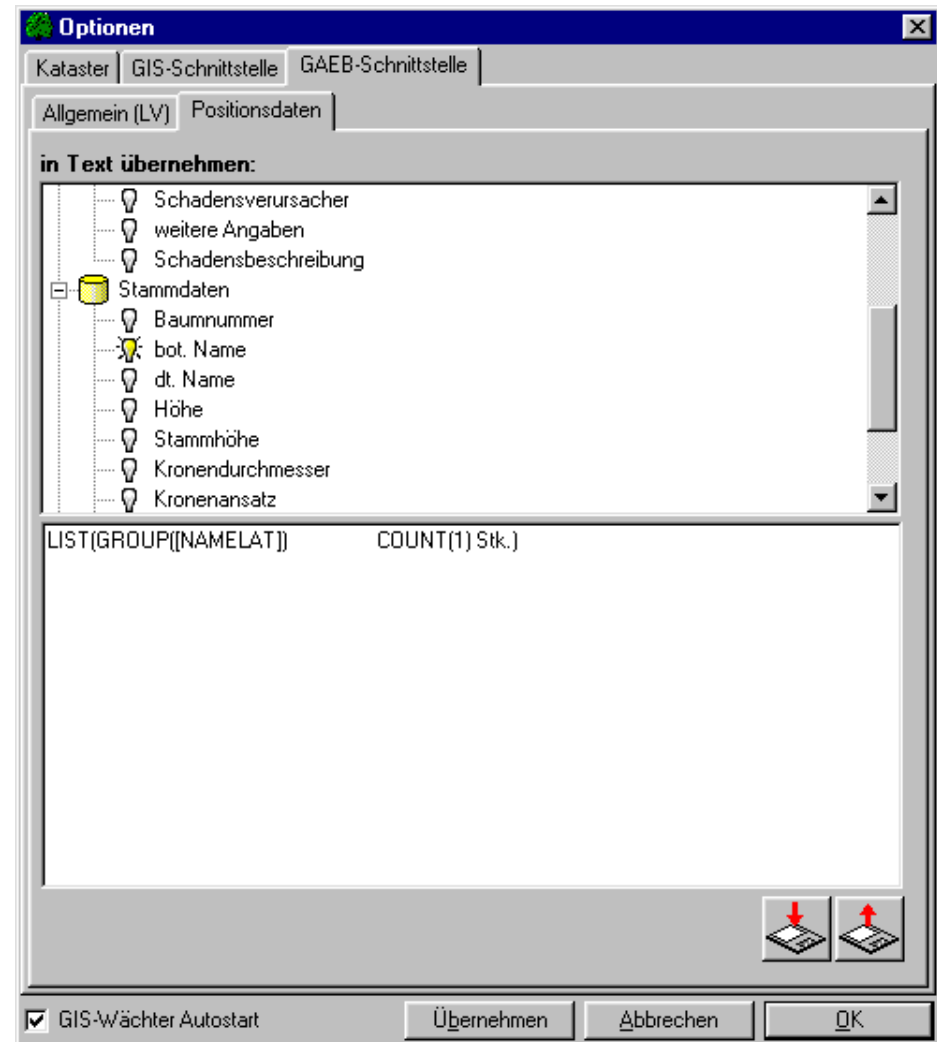 Optionen
Kataster GIS-Schnittstelle GAEB-Schnittstelle
Allgemein (LV) Positionsdaten
in Text übernehmen:
Schadensverursacher
weitere Angaben
Schadensbeschreibung
Stammdaten
Baumnummer
bot. Name
dt. Name
Höhe
Stammhöhe
Kronendurchmesser
Kronenansatz
LIST(GROUP([NAMELAT]) COUNT(1) Stk.)
GIS-Wächter Autostart Übernehmen Abbrechen OK